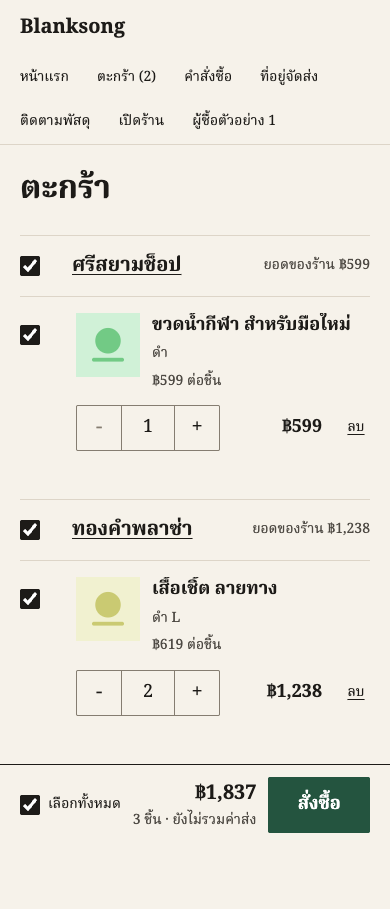 Blanksong
หน้าแรก ตะกร้า (2) คำสั่งซื้อ ที่อยู่จัดส่ง
ติดตามพัสดุ เปิดร้าน ผู้ซื้อตัวอย่าง 1
ตะกร้า
ศรีสยามช็อป ยอดของร้าน ฿599
ขวดน้ำกีฬา สำหรับมือใหม่
ดำ
฿599 ต่อชิ้น
- 1 + ฿599 ลบ
ทองคำพลาซ่า ยอดของร้าน ฿1,238
เสื้อเชิ้ต ลายทาง
ดำ L
฿619 ต่อชิ้น
- 2 + ฿1,238 ลบ
เลือกทั้งหมด ฿1,837 สั่งซื้อ
3 ชิ้น · ยังไม่รวมค่าส่ง